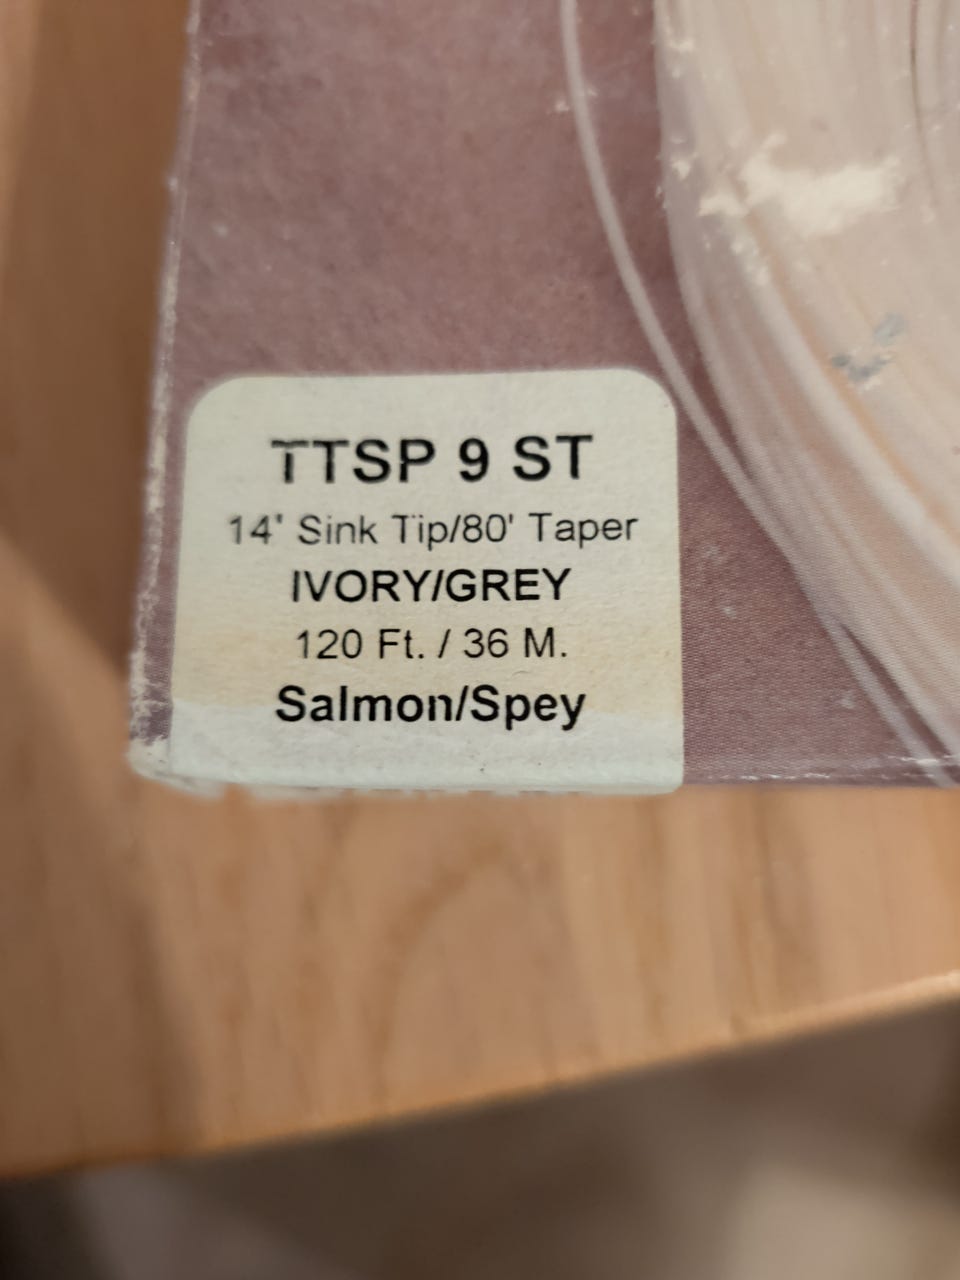 TTSP 9 ST
14' Sink Tip/80' Taper
IVORY/GREY
120 Ft. / 36 M.
Salmon/Spey